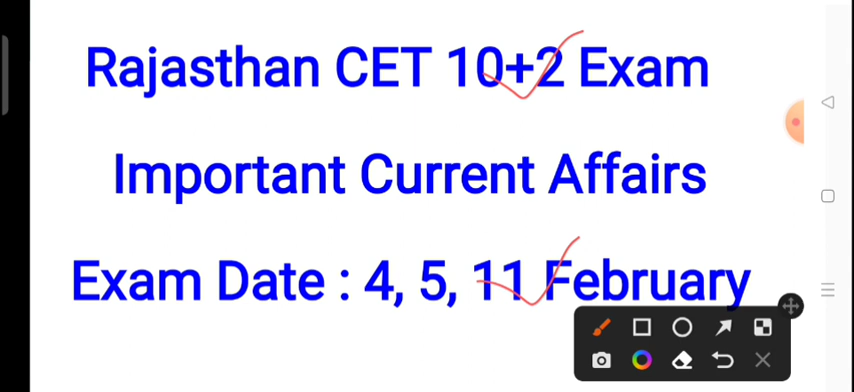 Rajasthan CET 10+2 Exam
Important Current Affairs
Exam Date : 4, 5, 11 February